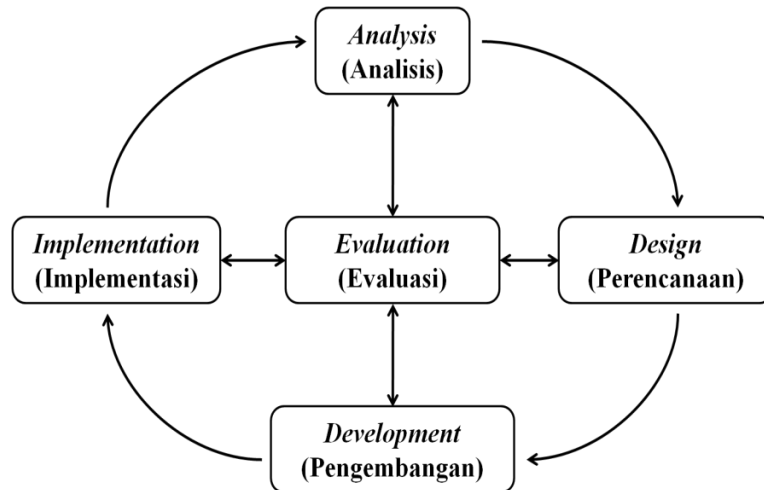 Analysis
(Analisis)
Implementation
(Implementasi)
Evaluation
(Evaluasi)
Design
(Perencanaan)
Development
(Pengembangan)